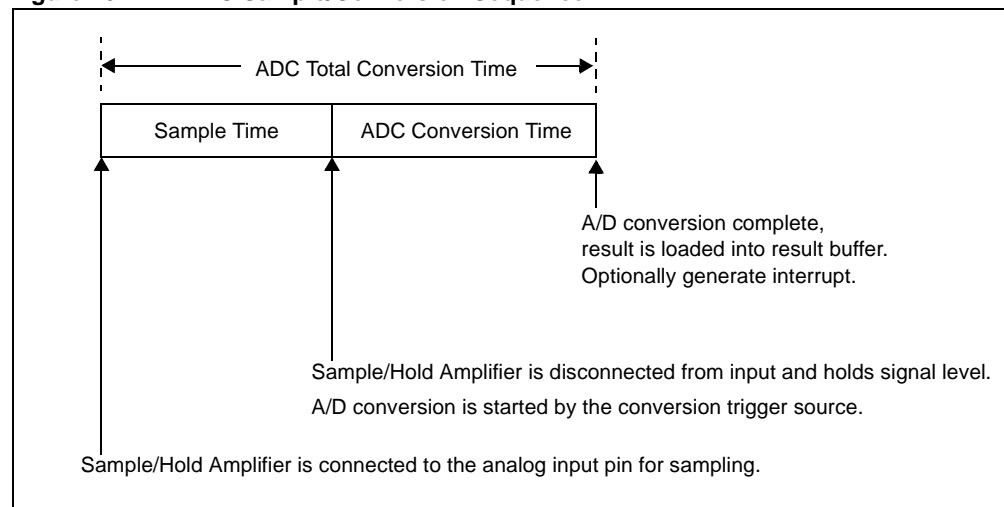 ADC Total Conversion Time
Sample Time
ADC Conversion Time
A/D conversion complete,
result is loaded into result buffer.
Optionally generate interrupt.
Sample/Hold Amplifier is disconnected from input and holds signal level.
A/D conversion is started by the conversion trigger source.
Sample/Hold Amplifier is connected to the analog input pin for sampling.